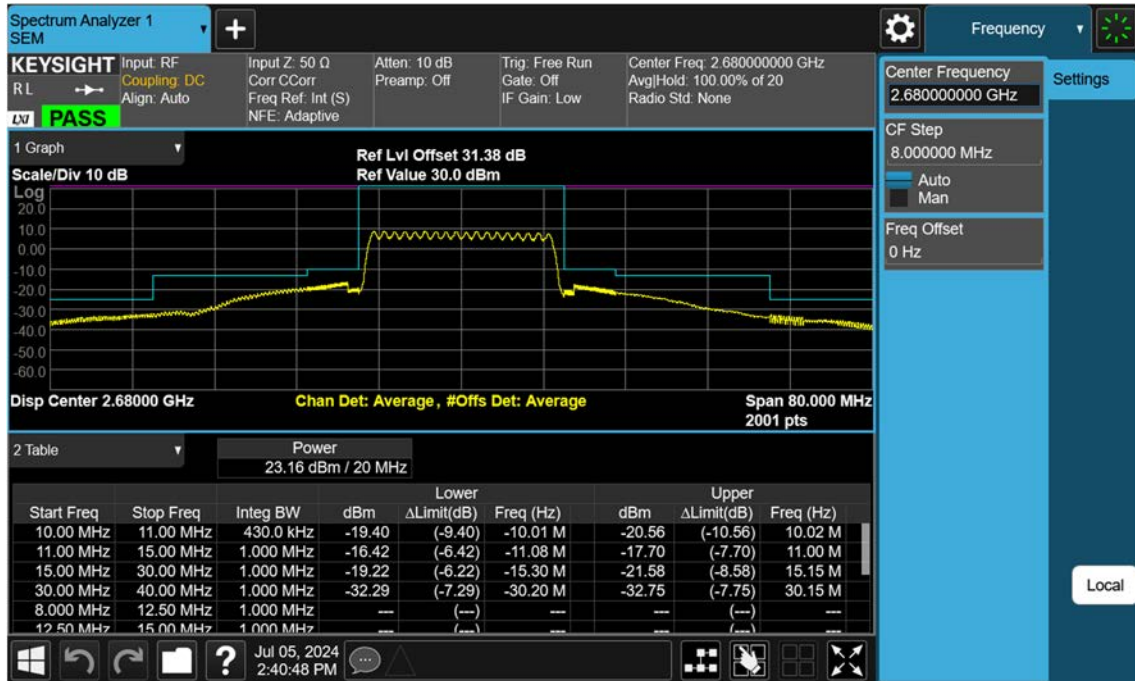 Spectrum Analyzer 1
SEM
Frequency
KEYSIGHT
RL
LXI
PASS
Input: RF
Coupling: DC
Align: Auto
Input Z: 50 Ω
Corr CCorr
Freq Ref: Int (S)
NFE: Adaptive
Atten: 10 dB
Preamp: Off
Trig: Free Run
Gate: Off
IF Gain: Low
Center Freq: 2.680000000 GHz
Avg|Hold: 100.00% of 20
Radio Std: None
Center Frequency
2.680000000 GHz
Settings
CF Step
8.000000 MHz
Auto
Man
Freq Offset
0 Hz
Local
1 Graph
Ref Lvl Offset 31.38 dB
Scale/Div 10 dB
Ref Value 30.0 dBm
Log
20.0
10.0
0.00
-10.0
-20.0
-30.0
-40.0
-50.0
-60.0
Disp Center 2.68000 GHz
Chan Det: Average, #Offs Det: Average
Span 80.000 MHz
2001 pts
2 Table
Power
23.16 dBm / 20 MHz
Lower Upper
Start Freq Stop Freq Integ BW dBm ΔLimit(dB) Freq (Hz) dBm ΔLimit(dB) Freq (Hz)
10.00 MHz 11.00 MHz 430.0 kHz -19.40 (-9.40) -10.01 M -20.56 (-10.56) 10.02 M
11.00 MHz 15.00 MHz 1.000 MHz -16.42 (-6.42) -11.08 M -17.70 (-7.70) 11.00 M
15.00 MHz 30.00 MHz 1.000 MHz -19.22 (-6.22) -15.30 M -21.58 (-8.58) 15.15 M
30.00 MHz 40.00 MHz 1.000 MHz -32.29 (-7.29) -30.20 M -32.75 (-7.75) 30.15 M
8.000 MHz 12.50 MHz 1.000 MHz --- (---) --- --- (---) ---
12.50 MHz 15.00 MHz 1.000 MHz --- (---) --- --- (---) ---
?
Jul 05, 2024
2:40:48 PM